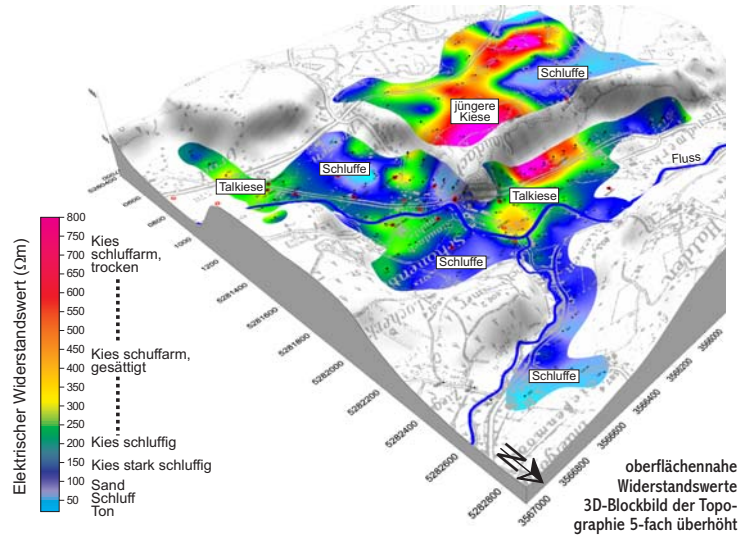 Schluffe
jüngere
Kiese
Schluffe
Fluss
Talkiese
Talkiese
Schluffe
Schluffe
Elektrischer Widerstandswert (Ωm)
800
750
700
650
600
550
500
450
400
350
300
250
200
150
100
50
Kies
schluffarm,
trocken
Kies schuffarm,
gesättigt
Kies schluffig
Kies stark schluffig
Sand
Schluff
Ton
5280400
0600
0800
1000
1200
5281400
5281600
5281800
5282000
5282200
5282400
5282600
5282800
3567000
3566800
3566600
3566400
3566200
3566000
N
oberflächennahe
Widerstandswerte
3D-Blockbild der Topo-
graphie 5-fach überhöht